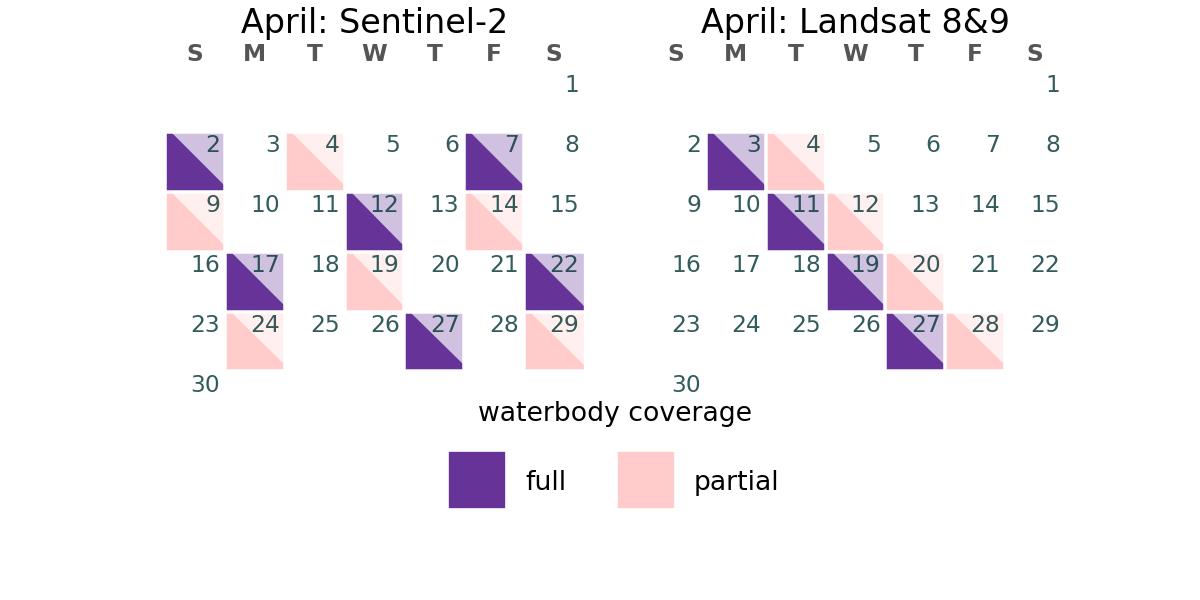 April: Sentinel-2
S M T W T F S
1
2 3 4 5 6 7 8
9 10 11 12 13 14 15
16 17 18 19 20 21 22
23 24 25 26 27 28 29
30
April: Landsat 8&9
S M T W T F S
1
2 3 4 5 6 7 8
9 10 11 12 13 14 15
16 17 18 19 20 21 22
23 24 25 26 27 28 29
30
waterbody coverage
full
partial